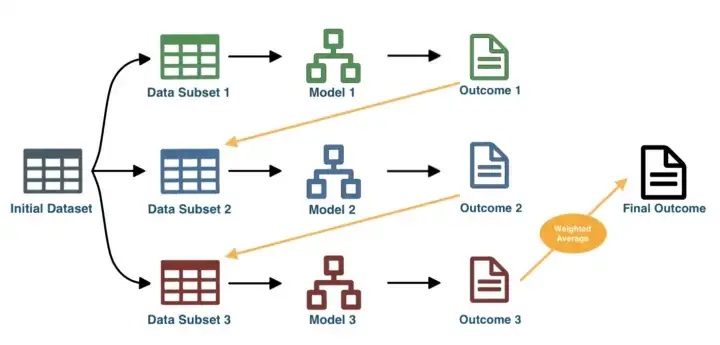 Data Subset 1
Model 1
Outcome 1
Initial Dataset
Data Subset 2
Model 2
Outcome 2
Weighted
Average
Final Outcome
Data Subset 3
Model 3
Outcome 3